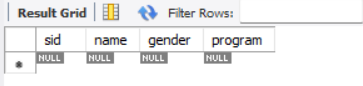 Result Grid Filter Rows:
sid name gender program
* NULL NULL NULL NULL